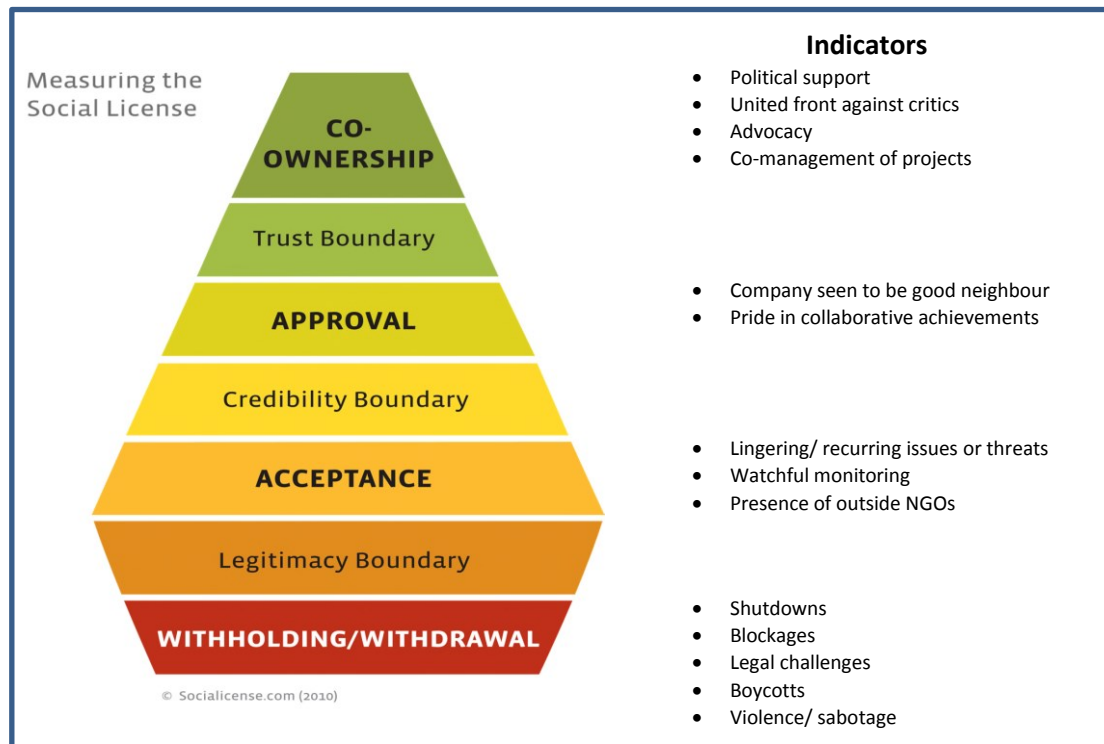 Measuring the
Social License
CO-
OWNERSHIP
Trust Boundary
APPROVAL
Credibility Boundary
ACCEPTANCE
Legitimacy Boundary
WITHHOLDING/WITHDRAWAL
© Socialicense.com (2010)
Indicators
• Political support
• United front against critics
• Advocacy
• Co-management of projects
• Company seen to be good neighbour
• Pride in collaborative achievements
• Lingering/ recurring issues or threats
• Watchful monitoring
• Presence of outside NGOs
• Shutdowns
• Blockages
• Legal challenges
• Boycotts
• Violence/ sabotage